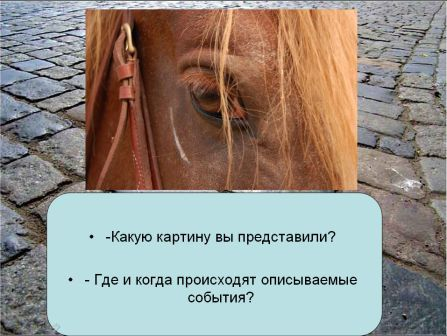 • -Какую картину вы представили?
• - Где и когда происходят описываемые
события?